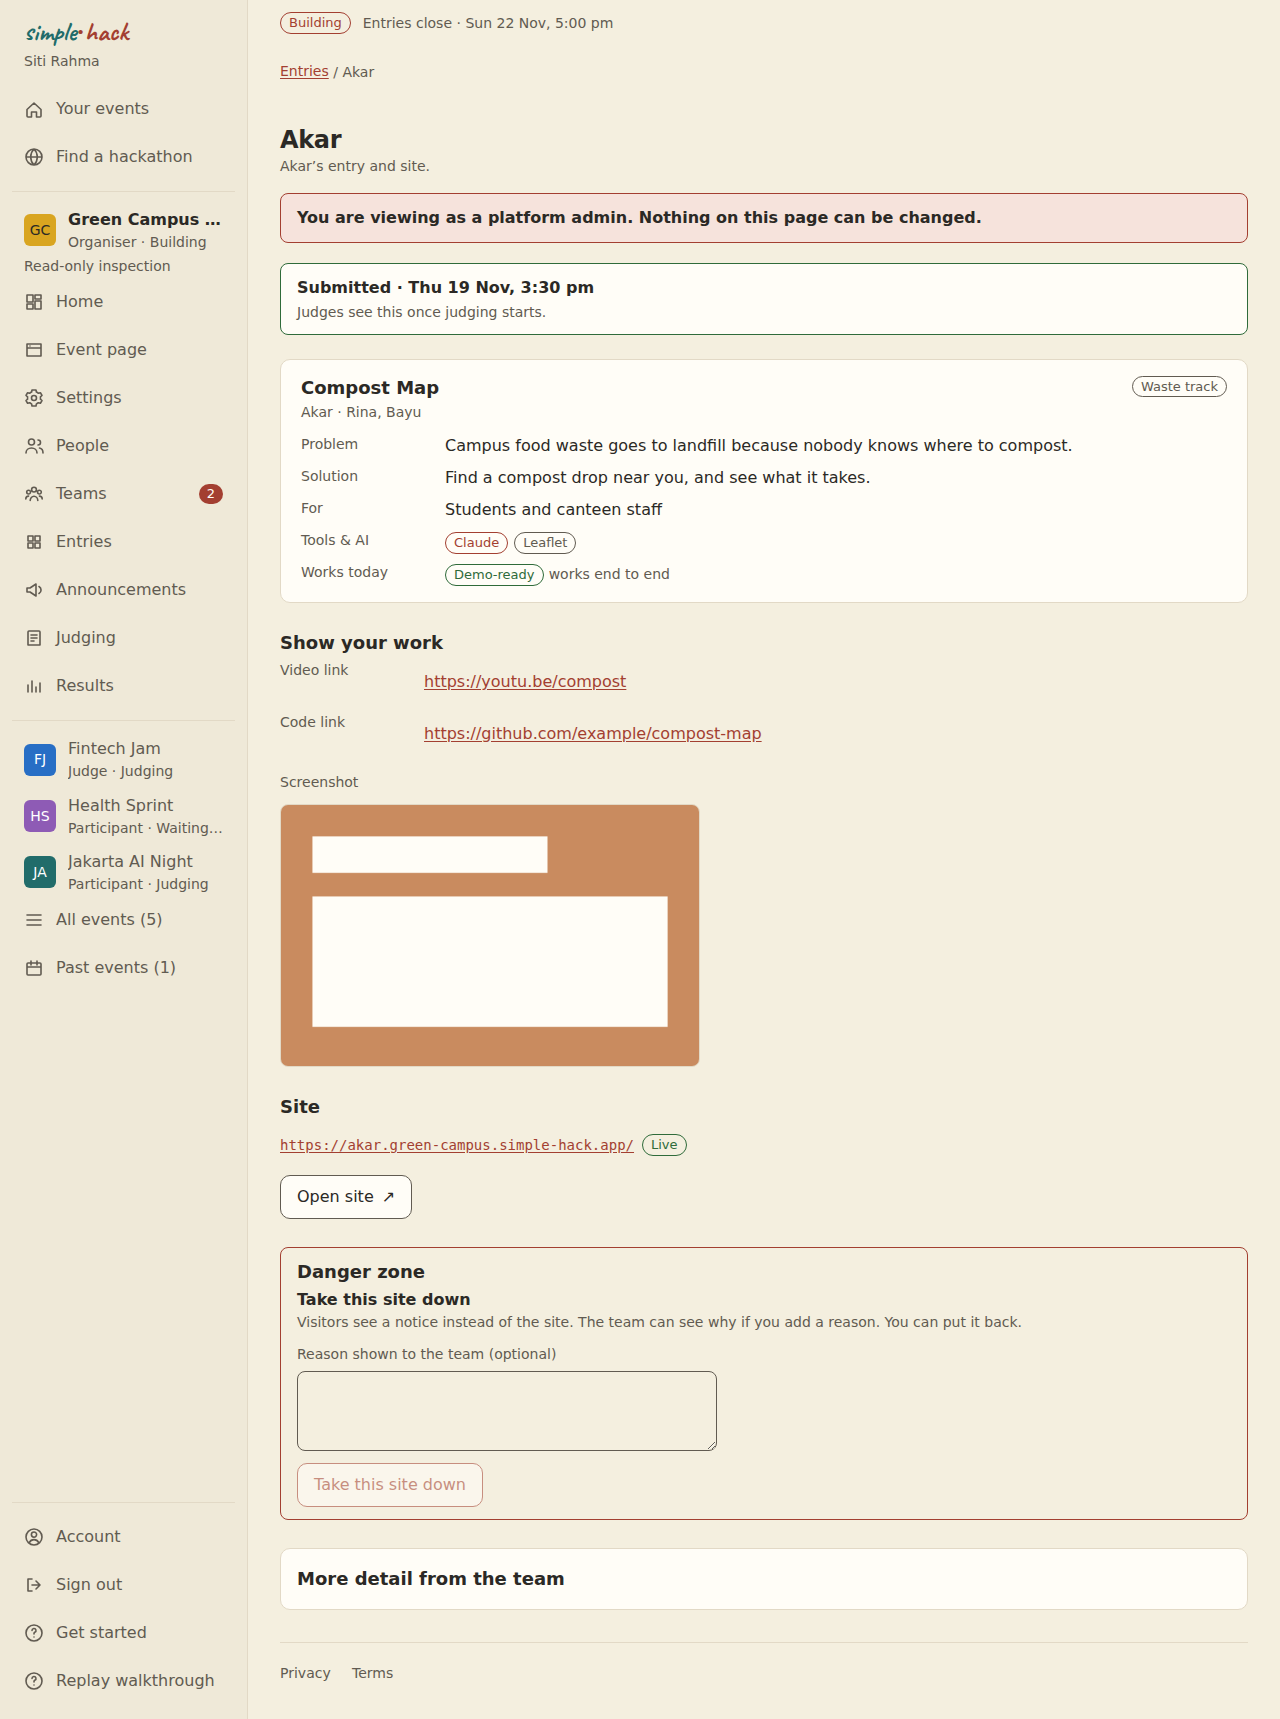 simple·hack
Siti Rahma
Your events
Find a hackathon
GC
Green Campus …
Organiser · Building
Read-only inspection
Home
Event page
Settings
People
Teams
2
Entries
Announcements
Judging
Results
FJ
Fintech Jam
Judge · Judging
HS
Health Sprint
Participant · Waiting…
JA
Jakarta AI Night
Participant · Judging
All events (5)
Past events (1)
Account
Sign out
Get started
Replay walkthrough
Building
Entries close · Sun 22 Nov, 5:00 pm
Entries / Akar
Akar
Akar’s entry and site.
You are viewing as a platform admin. Nothing on this page can be changed.
Submitted · Thu 19 Nov, 3:30 pm
Judges see this once judging starts.
Compost Map
Waste track
Akar · Rina, Bayu
Problem
Campus food waste goes to landfill because nobody knows where to compost.
Solution
Find a compost drop near you, and see what it takes.
For
Students and canteen staff
Tools & AI
Claude
Leaflet
Works today
Demo-ready works end to end
Show your work
Video link
https://youtu.be/compost
Code link
https://github.com/example/compost-map
Screenshot
Site
https://akar.green-campus.simple-hack.app/
Live
Open site ↗
Danger zone
Take this site down
Visitors see a notice instead of the site. The team can see why if you add a reason. You can put it back.
Reason shown to the team (optional)
Take this site down
More detail from the team
Privacy
Terms